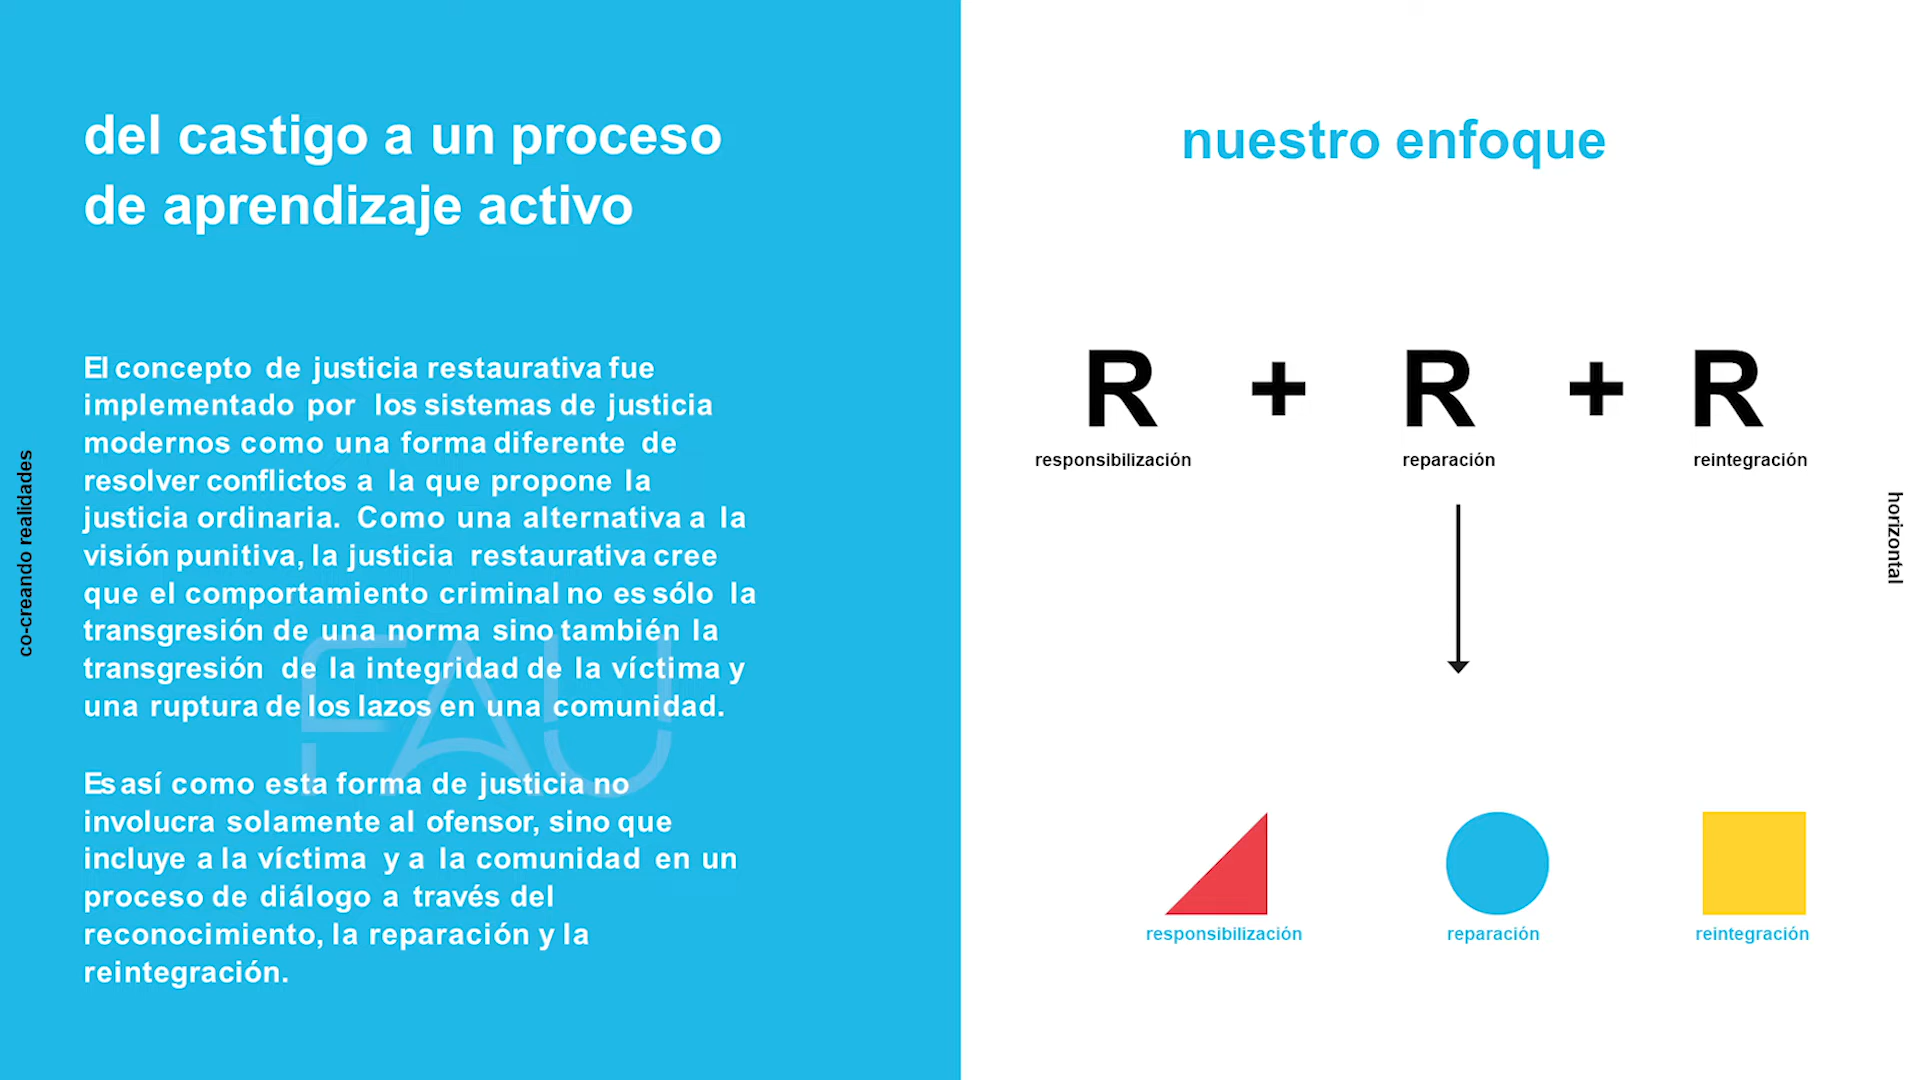 del castigo a un proceso
de aprendizaje activo
El concepto de justicia restaurativa fue
implementado por los sistemas de justicia
modernos como una forma diferente de
resolver conflictos a la que propone la
justicia ordinaria. Como una alternativa a la
visión punitiva, la justicia restaurativa cree
que el comportamiento criminal no es sólo la
transgresión de una norma sino también la
transgresión de la integridad de la víctima y
una ruptura de los lazos en una comunidad.
Es así como esta forma de justicia no
involucra solamente al ofensor, sino que
incluye a la víctima y a la comunidad en un
proceso de diálogo a través del
reconocimiento, la reparación y la
reintegración.
co-creando realidades
FAU
nuestro enfoque
R + R + R
responsibilización reparación reintegración
responsibilización reparación reintegración
horizontal